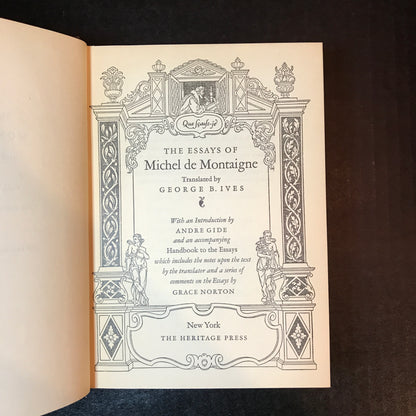 Que sçais-je
THE ESSAYS OF
Michel de Montaigne
Translated by
GEORGE B. IVES
With an Introduction by
ANDRE GIDE
and an accompanying
Handbook to the Essays
which includes the notes upon the text
by the translator and a series of
comments on the Essays by
GRACE NORTON
New York
THE HERITAGE PRESS